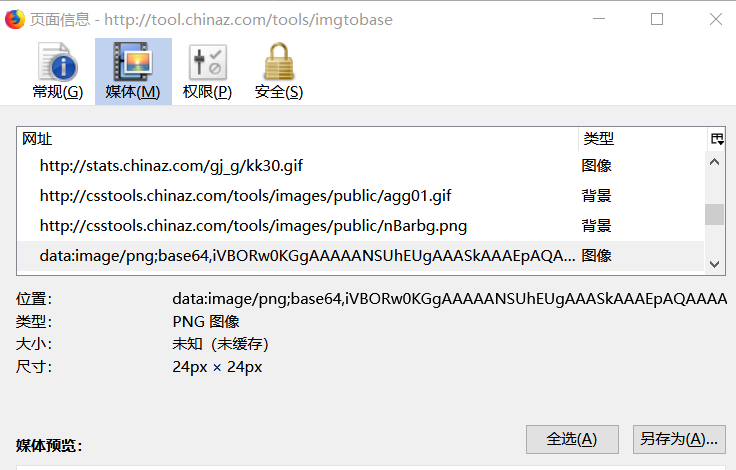 页面信息 - http://tool.chinaz.com/tools/imgtobase
常规(G) 媒体(M) 权限(P) 安全(S)
网址 类型
http://stats.chinaz.com/gj_g/kk30.gif 图像
http://csstools.chinaz.com/tools/images/public/agg01.gif 背景
http://csstools.chinaz.com/tools/images/public/nBarbg.png 背景
data:image/png;base64,iVBORw0KGgAAAAANSUhEUgAAASkAAAEpAQA... 图像
位置： data:image/png;base64,iVBORw0KGgAAAAANSUhEUgAAASkAAAEpAQAAAA
类型： PNG 图像
大小： 未知（未缓存）
尺寸： 24px × 24px
全选(A) 另存为(A)...
媒体预览：